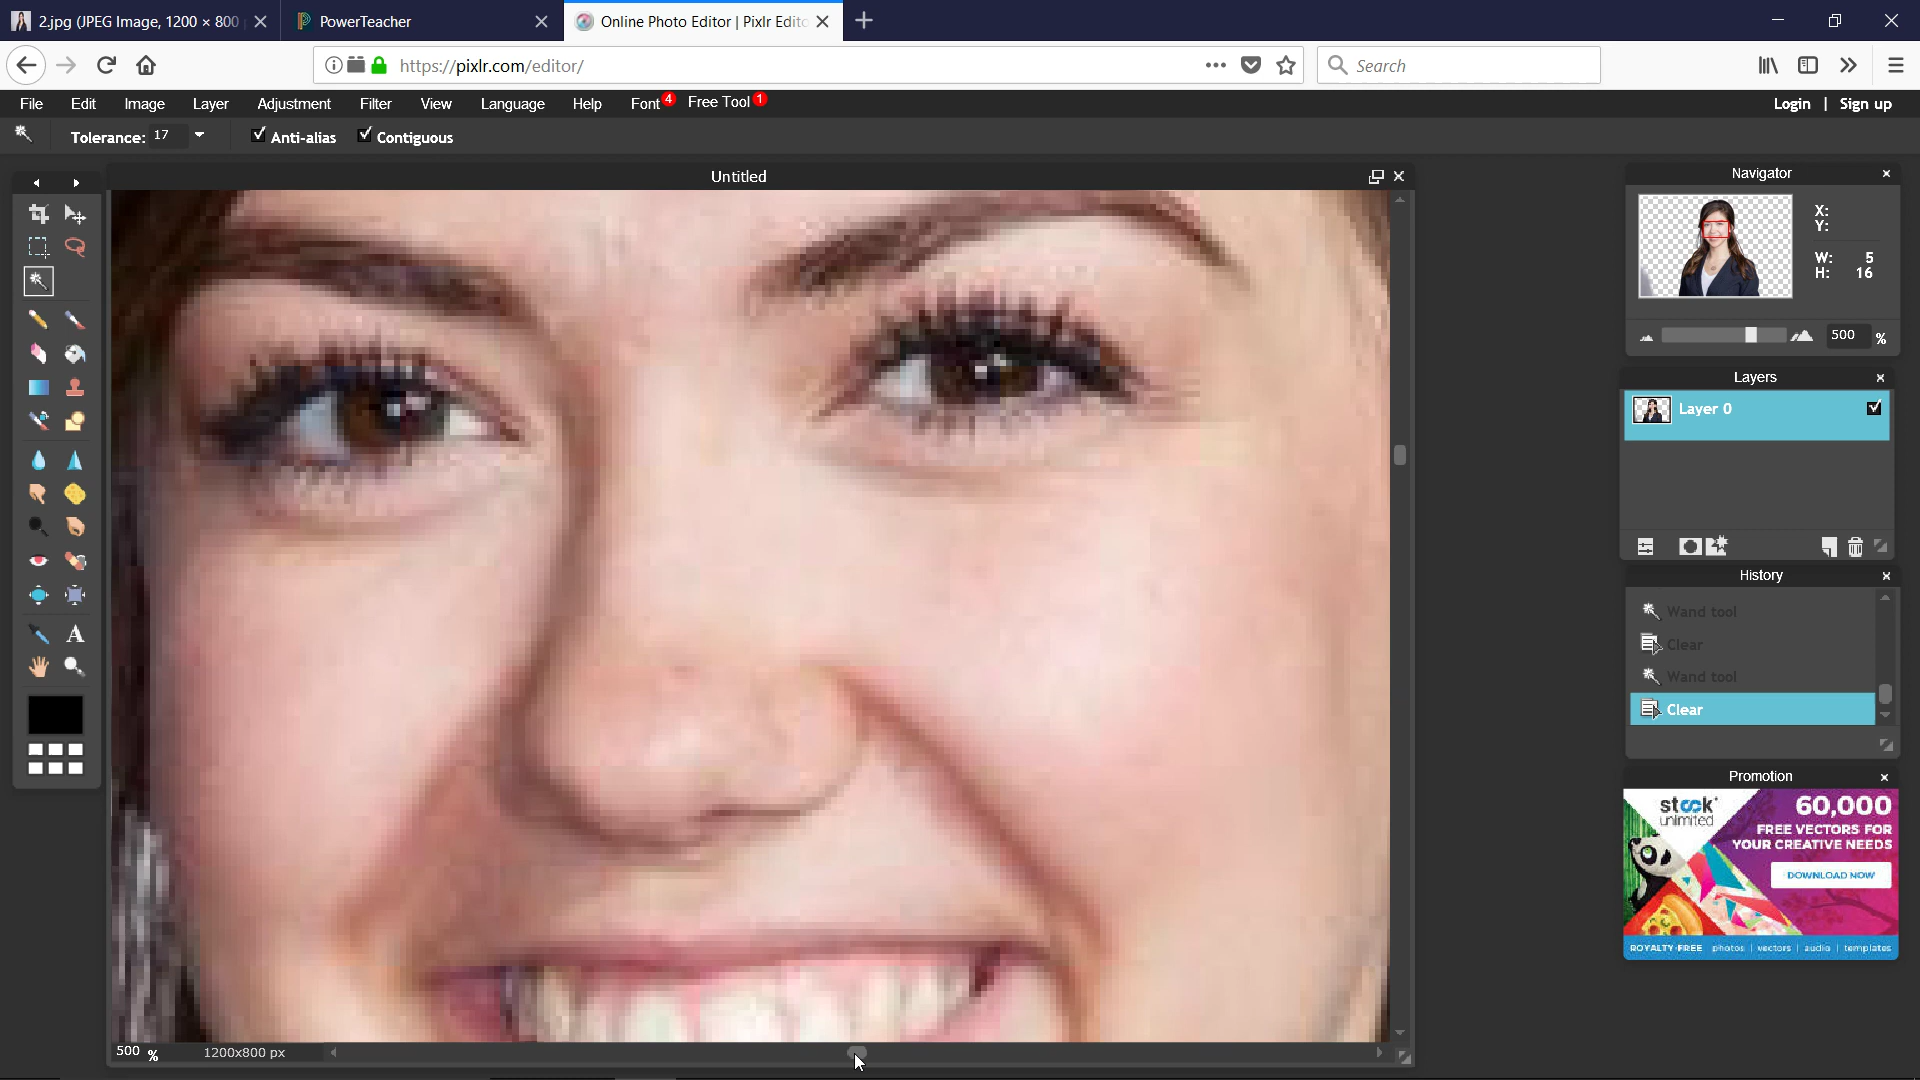 2.jpg (JPEG Image, 1200 × 800
PowerTeacher
Online Photo Editor | Pixlr Edito
https://pixlr.com/editor/
Search
File Edit Image Layer Adjustment Filter View Language Help Font 4 Free Tool 1
Login | Sign up
Tolerance: 17 Anti-alias Contiguous
Untitled
Navigator
X:
Y:
W: 5
H: 16
500 %
Layers
Layer 0
History
Wand tool
Clear
Wand tool
Clear
A
Promotion
stock
unlimited
60,000
FREE VECTORS FOR
YOUR CREATIVE NEEDS
DOWNLOAD NOW
ROYALTY-FREE photos | vectors | audio | templates
500 % 1200x800 px